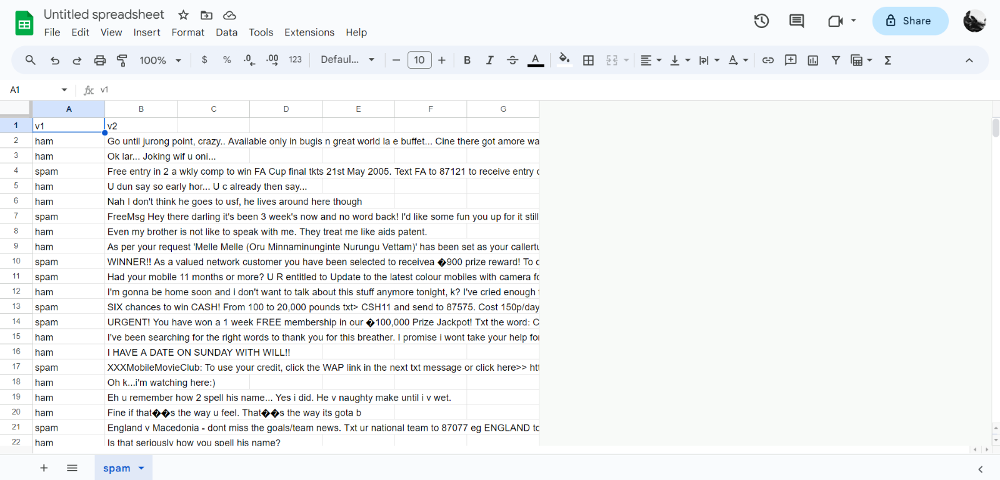 Untitled spreadsheet
File Edit View Insert Format Data Tools Extensions Help
Share
100% $ % .0 .00 123 Defaul... − 10 + B I S A Σ
A1 fx v1
A B C D E F G
1 v1 v2
2 ham Go until jurong point, crazy.. Available only in bugis n great world la e buffet... Cine there got amore wa
3 ham Ok lar... Joking wif u oni...
4 spam Free entry in 2 a wkly comp to win FA Cup final tkts 21st May 2005. Text FA to 87121 to receive entry
5 ham U dun say so early hor... U c already then say...
6 ham Nah I don't think he goes to usf, he lives around here though
7 spam FreeMsg Hey there darling it's been 3 week's now and no word back! I'd like some fun you up for it still
8 ham Even my brother is not like to speak with me. They treat me like aids patent.
9 ham As per your request 'Melle Melle (Oru Minnaminunginte Nurungu Vettam)' has been set as your callertu
10 spam WINNER!! As a valued network customer you have been selected to receivea �900 prize reward! To c
11 spam Had your mobile 11 months or more? U R entitled to Update to the latest colour mobiles with camera fo
12 ham I'm gonna be home soon and i don't want to talk about this stuff anymore tonight, k? I've cried enough
13 spam SIX chances to win CASH! From 100 to 20,000 pounds txt> CSH11 and send to 87575. Cost 150p/day
14 spam URGENT! You have won a 1 week FREE membership in our �100,000 Prize Jackpot! Txt the word: C
15 ham I've been searching for the right words to thank you for this breather. I promise i wont take your help for
16 ham I HAVE A DATE ON SUNDAY WITH WILL!!
17 spam XXXMobileMovieClub: To use your credit, click the WAP link in the next txt message or click here>> htt
18 ham Oh k...i'm watching here:)
19 ham Eh u remember how 2 spell his name... Yes i did. He v naughty make until i v wet.
20 ham Fine if that��s the way u feel. That��s the way its gota b
21 spam England v Macedonia - dont miss the goals/team news. Txt ur national team to 87077 eg ENGLAND to
22 ham Is that seriously how you spell his name?
+ spam